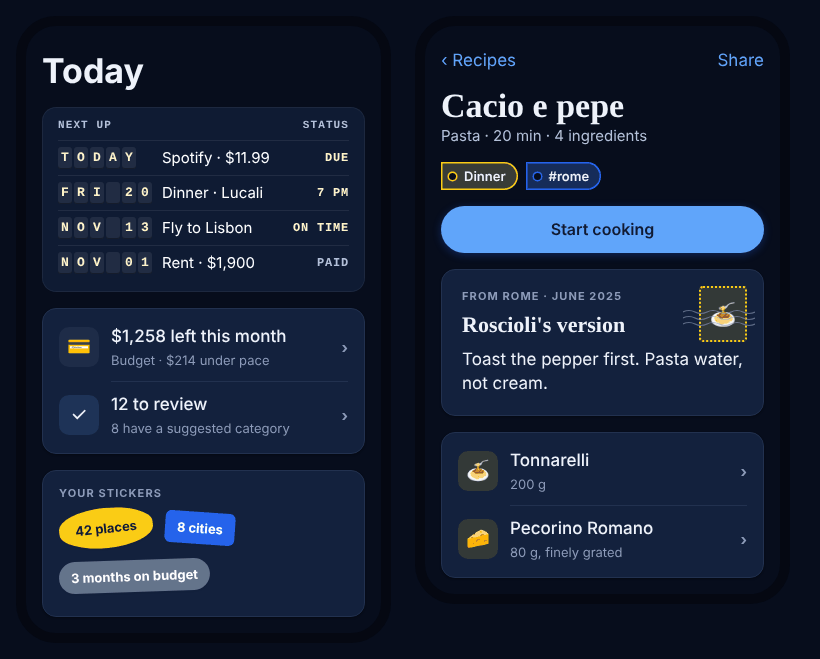 Today
NEXT UP STATUS
TODAY Spotify · $11.99 DUE
FRI 20 Dinner · Lucali 7 PM
NOV 13 Fly to Lisbon ON TIME
NOV 01 Rent · $1,900 PAID
$1,258 left this month
Budget · $214 under pace
12 to review
8 have a suggested category
YOUR STICKERS
42 places
8 cities
3 months on budget
‹ Recipes Share
Cacio e pepe
Pasta · 20 min · 4 ingredients
Dinner #rome
Start cooking
FROM ROME · JUNE 2025
Roscioli's version
Toast the pepper first. Pasta water,
not cream.
Tonnarelli
200 g
Pecorino Romano
80 g, finely grated